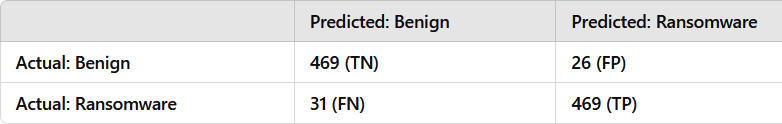 Predicted: Benign Predicted: Ransomware
Actual: Benign 469 (TN) 26 (FP)
Actual: Ransomware 31 (FN) 469 (TP)